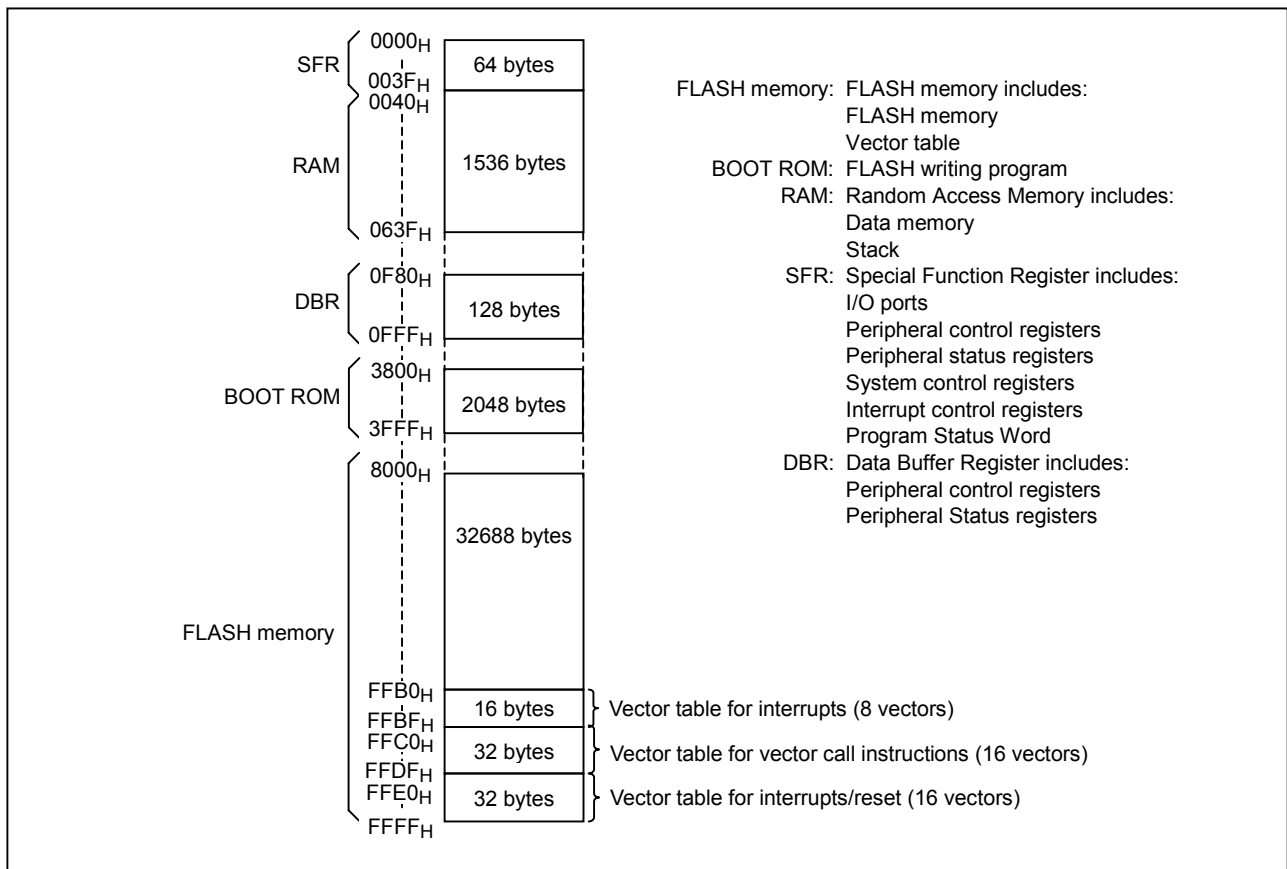 SFR
0000H
003FH
64 bytes
RAM
0040H
063FH
1536 bytes
DBR
0F80H
0FFFH
128 bytes
BOOT ROM
3800H
3FFFH
2048 bytes
FLASH memory
8000H
32688 bytes
FFB0H
FFBFH
16 bytes
Vector table for interrupts (8 vectors)
FFC0H
FFDFH
32 bytes
Vector table for vector call instructions (16 vectors)
FFE0H
FFFFH
32 bytes
Vector table for interrupts/reset (16 vectors)
FLASH memory: FLASH memory includes:
FLASH memory
Vector table
BOOT ROM: FLASH writing program
RAM: Random Access Memory includes:
Data memory
Stack
SFR: Special Function Register includes:
I/O ports
Peripheral control registers
Peripheral status registers
System control registers
Interrupt control registers
Program Status Word
DBR: Data Buffer Register includes:
Peripheral control registers
Peripheral Status registers